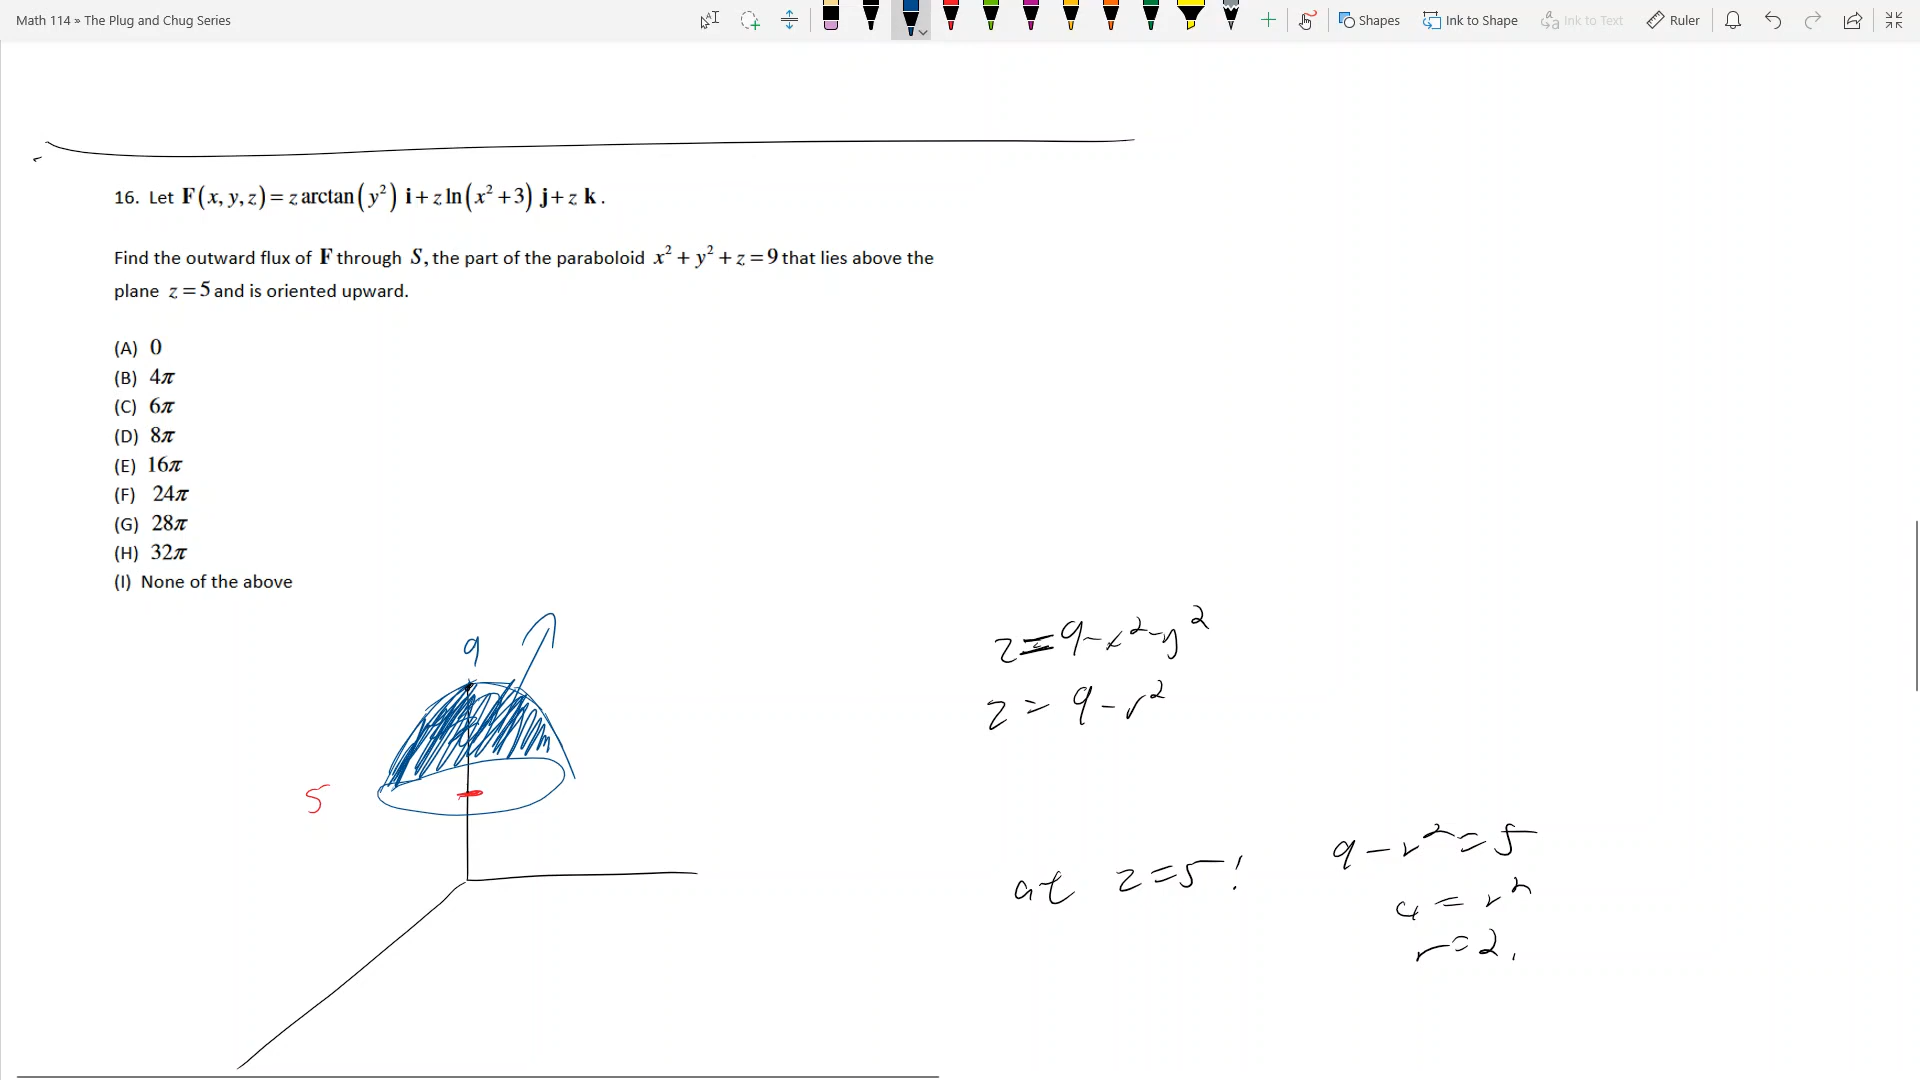 Math 114 » The Plug and Chug Series
Shapes
Ink to Shape
Ink to Text
Ruler
16. Let F(x, y, z) = z arctan(y²) i + z ln(x² + 3) j + z k.
Find the outward flux of F through S, the part of the paraboloid x² + y² + z = 9 that lies above the
plane z = 5 and is oriented upward.
(A) 0
(B) 4π
(C) 6π
(D) 8π
(E) 16π
(F) 24π
(G) 28π
(H) 32π
(I) None of the above
9
5
z = 9 - x² - y²
z = 9 - r²
at z = 5:
9 - r² = 5
4 = r²
r = 2.